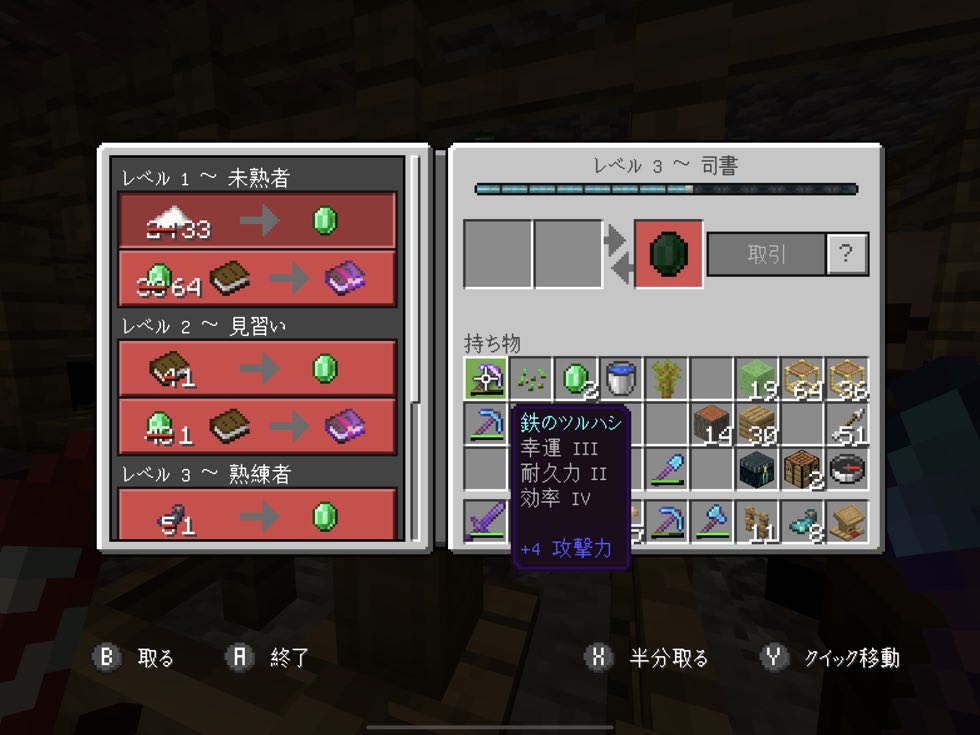 レベル 1 ～ 未熟者
33
64
レベル 2 ～ 見習い
1
1
レベル 3 ～ 熟練者
1
レベル 3 ～ 司書
取引
?
持ち物
2
19
64
36
14
30
51
2
11
8
鉄のツルハシ
幸運 III
耐久力 II
効率 IV
+4 攻撃力
B 取る
A 終了
X 半分取る
Y クイック移動